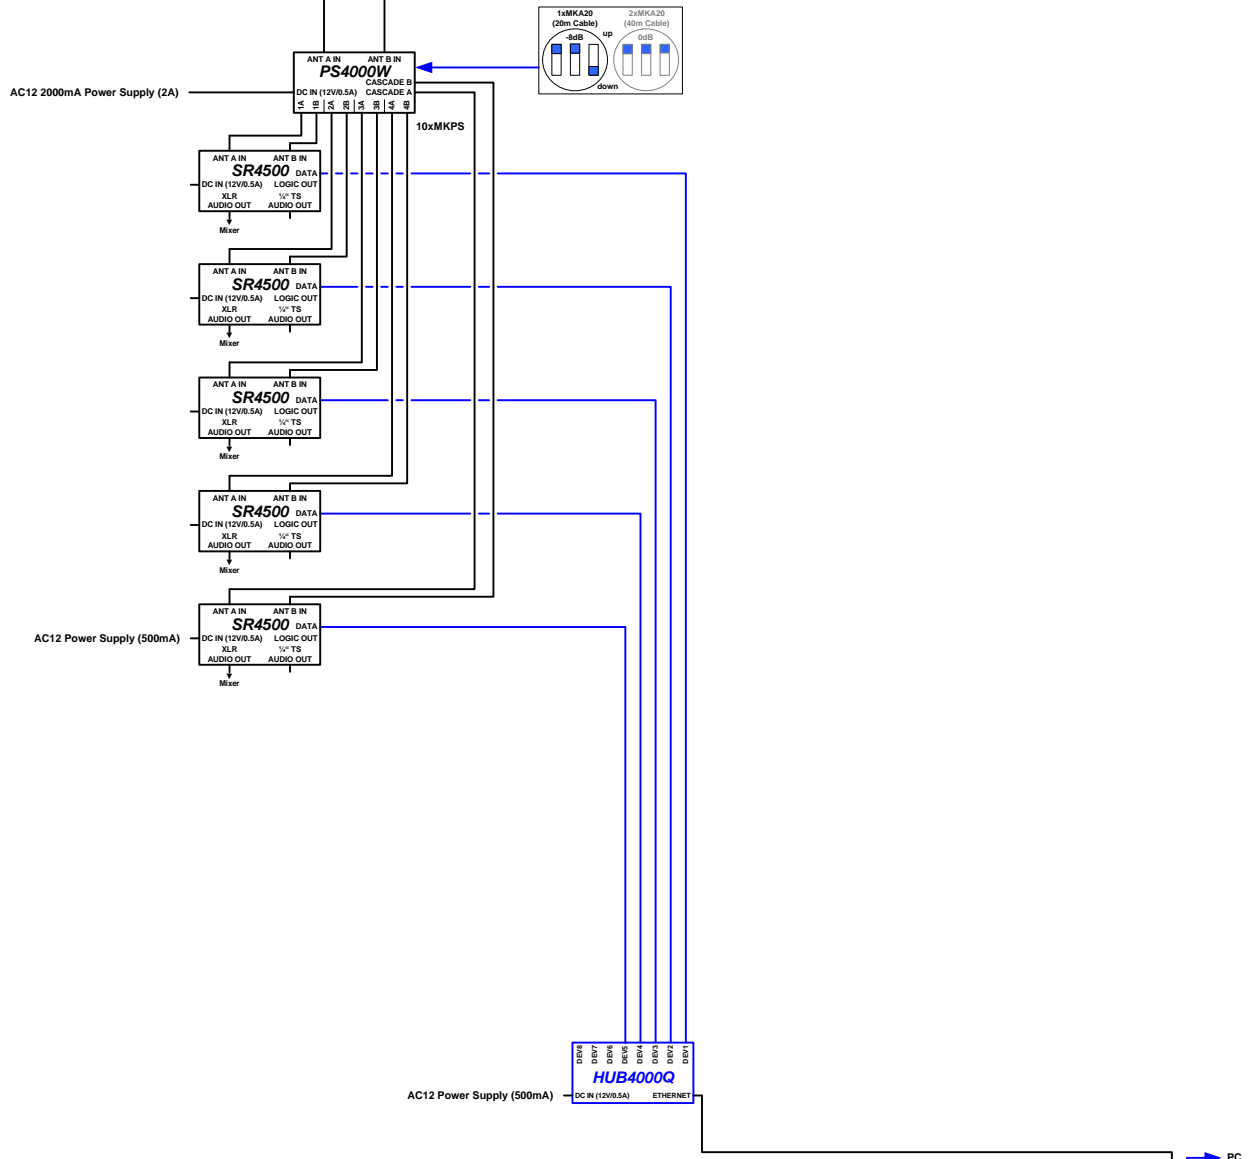 1xMKA20
(20m Cable)
-8dB
2xMKA20
(40m Cable)
0dB
up
down
ANT A IN ANT B IN
PS4000W
CASCADE B
DC IN (12V/0.5A) CASCADE A
1A 1B 2A 2B 3A 3B 4A 4B
AC12 2000mA Power Supply (2A)
10xMKPS
ANT A IN ANT B IN
SR4500 DATA
DC IN (12V/0.5A) LOGIC OUT
XLR ¼“ TS
AUDIO OUT AUDIO OUT
Mixer
ANT A IN ANT B IN
SR4500 DATA
DC IN (12V/0.5A) LOGIC OUT
XLR ¼“ TS
AUDIO OUT AUDIO OUT
Mixer
ANT A IN ANT B IN
SR4500 DATA
DC IN (12V/0.5A) LOGIC OUT
XLR ¼“ TS
AUDIO OUT AUDIO OUT
Mixer
ANT A IN ANT B IN
SR4500 DATA
DC IN (12V/0.5A) LOGIC OUT
XLR ¼“ TS
AUDIO OUT AUDIO OUT
Mixer
ANT A IN ANT B IN
SR4500 DATA
AC12 Power Supply (500mA)
DC IN (12V/0.5A) LOGIC OUT
XLR ¼“ TS
AUDIO OUT AUDIO OUT
Mixer
DEV8 DEV7 DEV6 DEV5 DEV4 DEV3 DEV2 DEV1
HUB4000Q
AC12 Power Supply (500mA)
DC IN (12V/0.5A) ETHERNET
PC